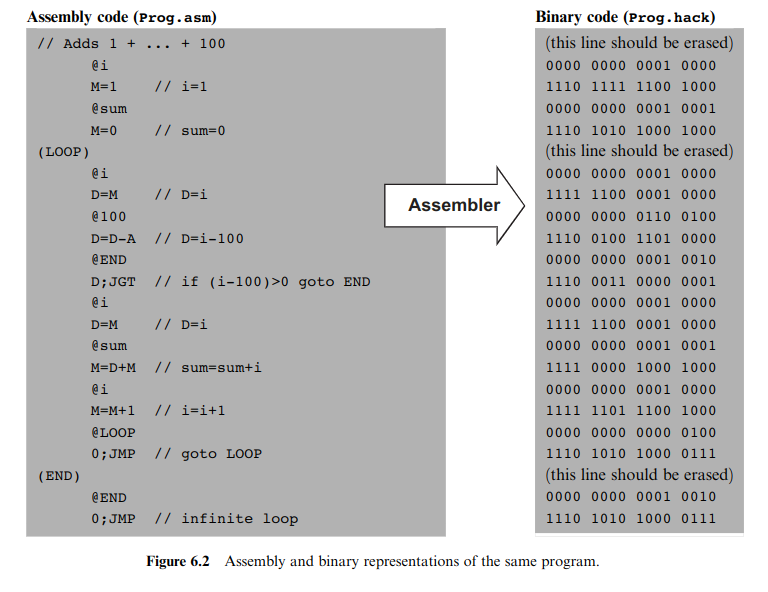 Assembly code (Prog.asm)
// Adds 1 + ... + 100
@i
M=1 // i=1
@sum
M=0 // sum=0
(LOOP)
@i
D=M // D=i
@100
D=D-A // D=i-100
@END
D;JGT // if (i-100)>0 goto END
@i
D=M // D=i
@sum
M=D+M // sum=sum+i
@i
M=M+1 // i=i+1
@LOOP
0;JMP // goto LOOP
(END)
@END
0;JMP // infinite loop
Assembler
Binary code (Prog.hack)
(this line should be erased)
0000 0000 0001 0000
1110 1111 1100 1000
0000 0000 0001 0001
1110 1010 1000 1000
(this line should be erased)
0000 0000 0001 0000
1111 1100 0001 0000
0000 0000 0110 0100
1110 0100 1101 0000
0000 0000 0001 0010
1110 0011 0000 0001
0000 0000 0001 0000
1111 1100 0001 0000
0000 0000 0001 0001
1111 0000 1000 1000
0000 0000 0001 0000
1111 1101 1100 1000
0000 0000 0000 0100
1110 1010 1000 0111
(this line should be erased)
0000 0000 0001 0010
1110 1010 1000 0111
Figure 6.2 Assembly and binary representations of the same program.